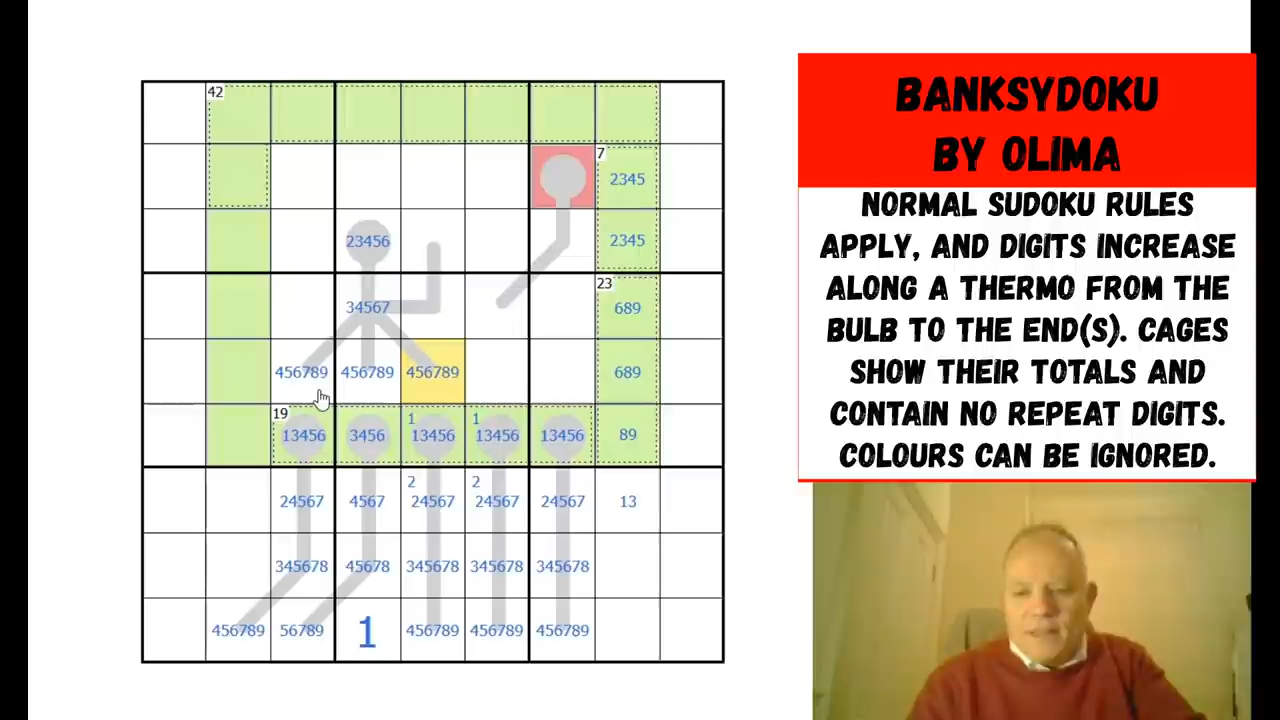 BANKSYDOKU
BY OLIMA
NORMAL SUDOKU RULES
APPLY, AND DIGITS INCREASE
ALONG A THERMO FROM THE
BULB TO THE END(S). CAGES
SHOW THEIR TOTALS AND
CONTAIN NO REPEAT DIGITS.
COLOURS CAN BE IGNORED.
42
7
2345
23456 2345
23
34567 689
456789 456789 456789 689
19 1 1
13456 3456 13456 13456 13456 89
2 2
24567 4567 24567 24567 24567 13
345678 45678 345678 345678 345678
456789 56789 1 456789 456789 456789